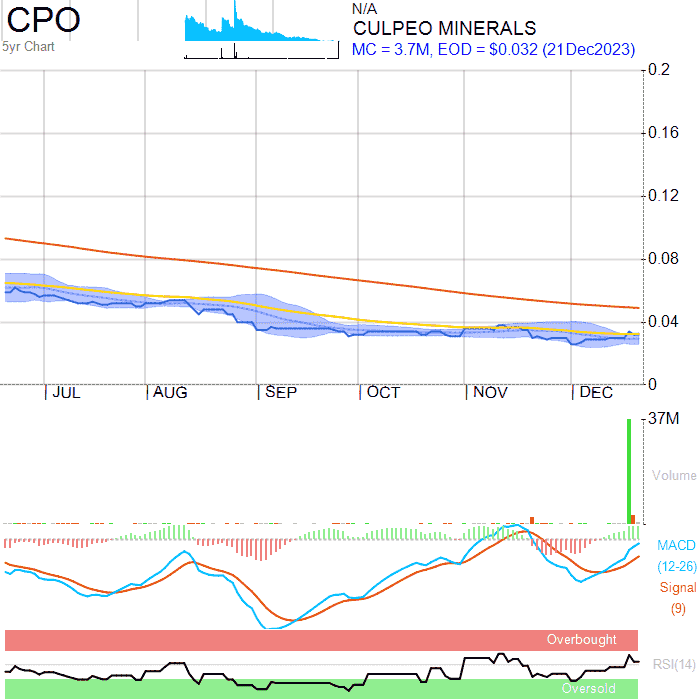 CPO
5yr Chart
N/A
CULPEO MINERALS
MC = 3.7M, EOD = $0.032 (21Dec2023)
0.2
0.16
0.12
0.08
0.04
0
JUL AUG SEP OCT NOV DEC
37M
Volume
MACD
(12-26)
Signal
(9)
Overbought
RSI(14)
Oversold